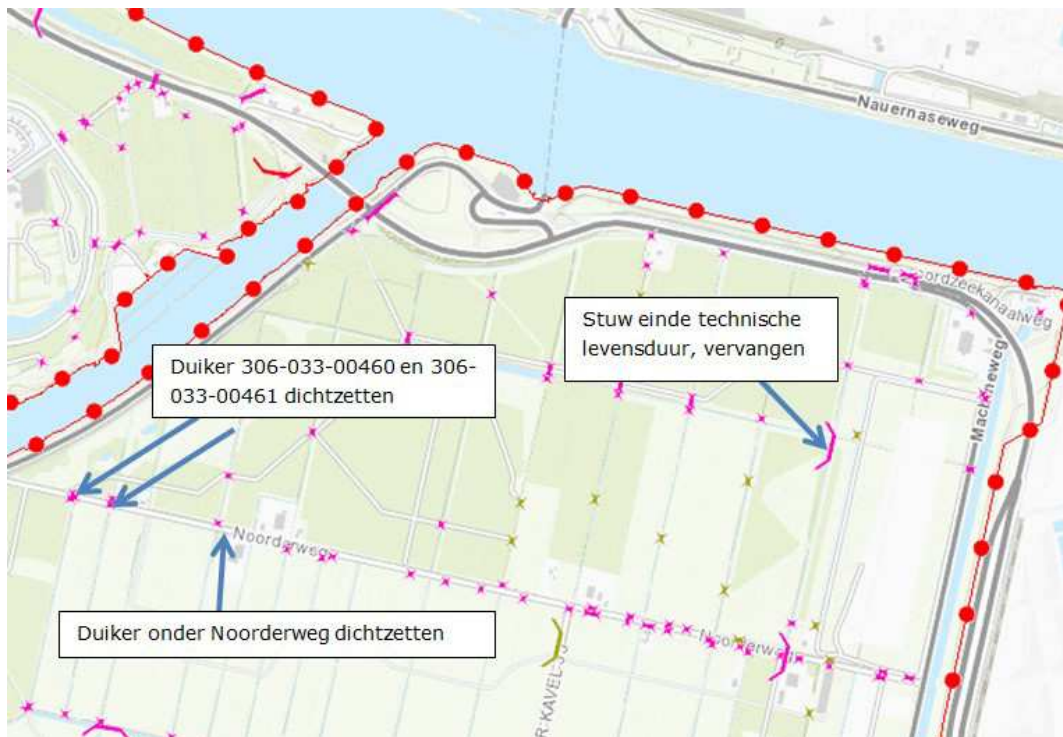 Nauernaseweg
Noordzeekanaalweg
Stuw einde technische
levensduur, vervangen
Duiker 306-033-00460 en 306-
033-00461 dichtzetten
Machineweg
Noorderweg
Duiker onder Noorderweg dichtzetten
Noorderweg